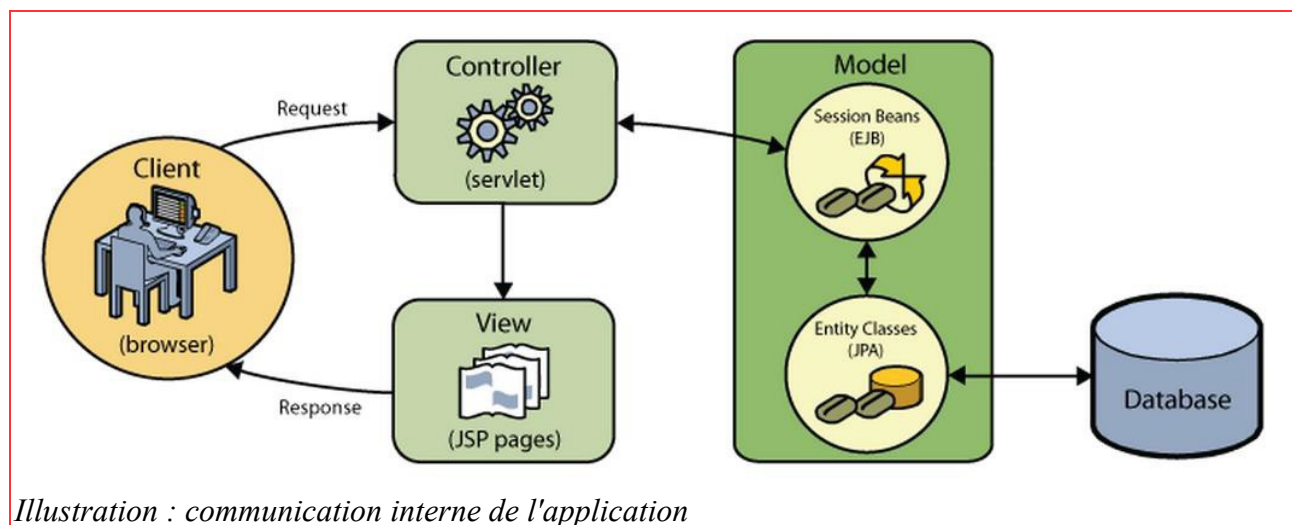 Client
(browser)
Request
Controller
(servlet)
View
(JSP pages)
Response
Model
Session Beans
(EJB)
Entity Classes
(JPA)
Database
Illustration : communication interne de l'application